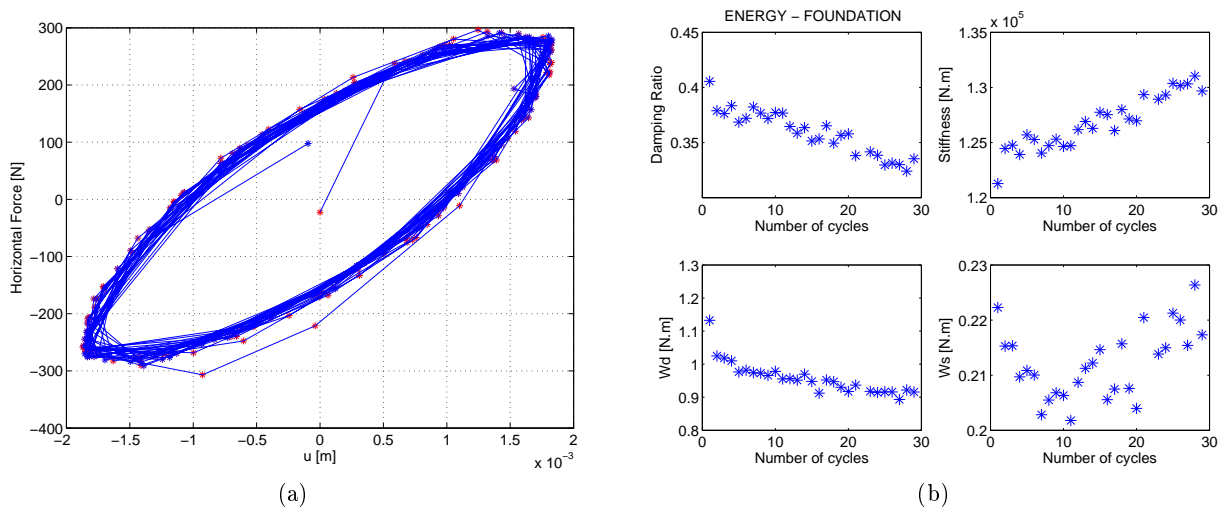 300
200
100
0
−100
−200
−300
−400
Horizontal Force [N]
−2 −1.5 −1 −0.5 0 0.5 1 1.5 2
u [m]
x 10⁻³
(a)
ENERGY − FOUNDATION
0.45
0.4
0.35
Damping Ratio
0 10 20 30
Number of cycles
x 10⁵
1.35
1.3
1.25
1.2
Stiffness [N.m]
0 10 20 30
Number of cycles
1.3
1.2
1.1
1
0.9
0.8
Wd [N.m]
0 10 20 30
Number of cycles
0.23
0.22
0.21
0.2
Ws [N.m]
0 10 20 30
Number of cycles
(b)